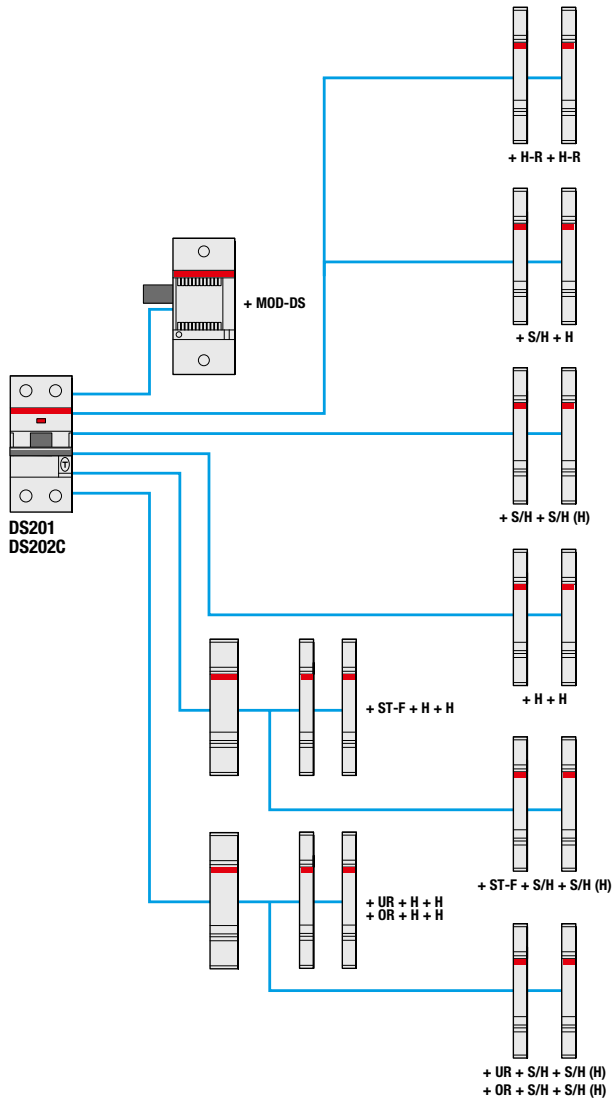 + H-R + H-R
+ S/H + H
+ MOD-DS
+ S/H + S/H (H)
DS201
DS202C
T
+ H + H
+ ST-F + H + H
+ ST-F + S/H + S/H (H)
+ UR + H + H
+ OR + H + H
+ UR + S/H + S/H (H)
+ OR + S/H + S/H (H)